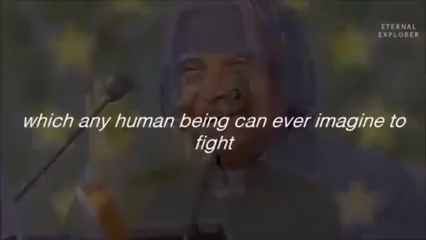 ETERNAL
EXPLORER
which any human being can ever imagine to
fight